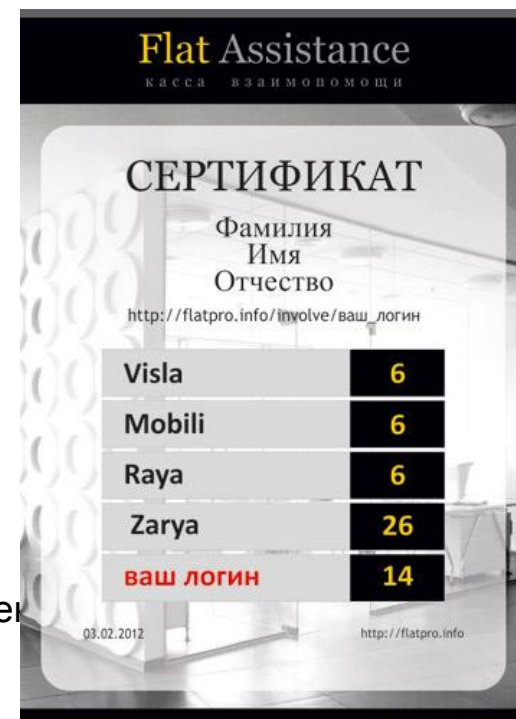 Flat Assistance
касса взаимопомощи
СЕРТИФИКАТ
Фамилия
Имя
Отчество
http://flatpro.info/involve/ваш_логин
Visla 6
Mobili 6
Raya 6
Zarya 26
ваш логин 14
03.02.2012 http://flatpro.info